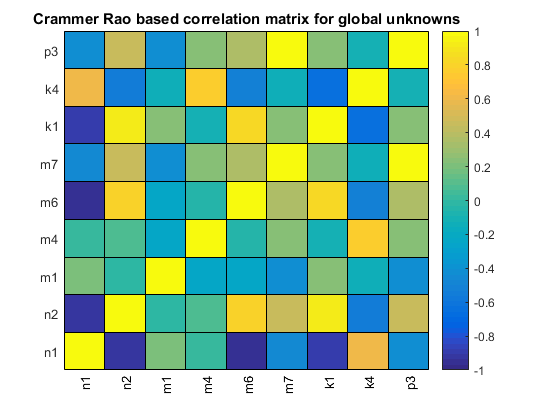 Crammer Rao based correlation matrix for global unknowns
p3
k4
k1
m7
m6
m4
m1
n2
n1
n1 n2 m1 m4 m6 m7 k1 k4 p3
1
0.8
0.6
0.4
0.2
0
-0.2
-0.4
-0.6
-0.8
-1